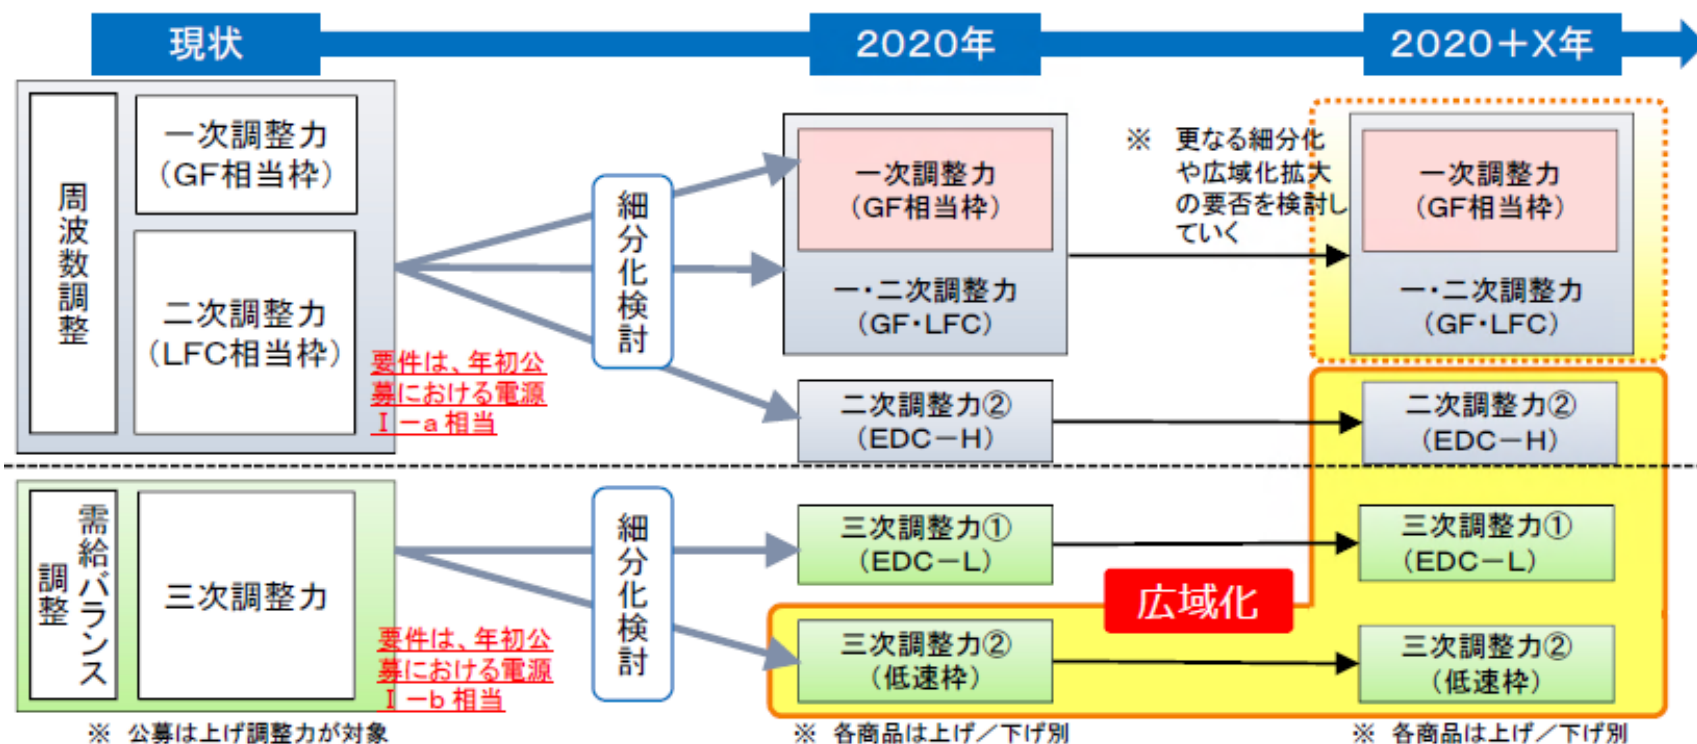 現状
2020年
2020＋X年
周波数調整
一次調整力
（GF相当枠）
二次調整力
（LFC相当枠）
要件は、年初公
募における電源
Ⅰ－a 相当
細分化検討
一次調整力
（GF相当枠）
一・二次調整力
（GF・LFC）
二次調整力②
（EDC－H）
※　更なる細分化
や広域化拡大
の要否を検討し
ていく
一次調整力
（GF相当枠）
一・二次調整力
（GF・LFC）
二次調整力②
（EDC－H）
需給バランス
調整
三次調整力
要件は、年初公
募における電源
Ⅰ－b 相当
細分化検討
三次調整力①
（EDC－L）
広域化
三次調整力②
（低速枠）
三次調整力①
（EDC－L）
三次調整力②
（低速枠）
※　公募は上げ調整力が対象
※　各商品は上げ／下げ別
※　各商品は上げ／下げ別